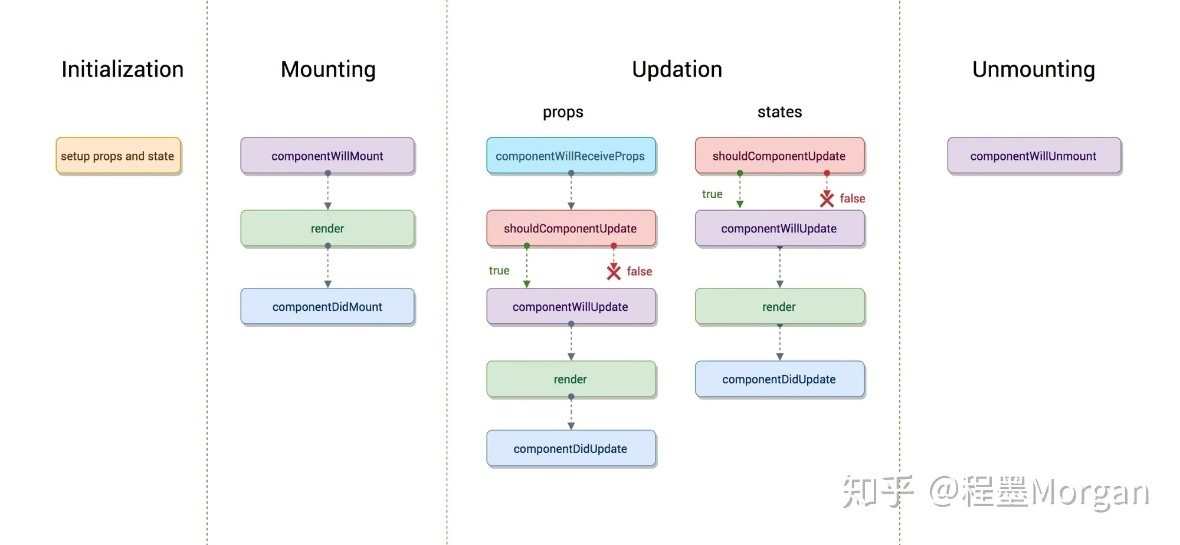 Initialization
Mounting
Updation
Unmounting
props
states
setup props and state
componentWillMount
componentWillReceiveProps
shouldComponentUpdate
componentWillUnmount
true
false
render
shouldComponentUpdate
componentWillUpdate
true
false
componentDidMount
componentWillUpdate
render
render
componentDidUpdate
componentDidUpdate
知乎 @程墨Morgan